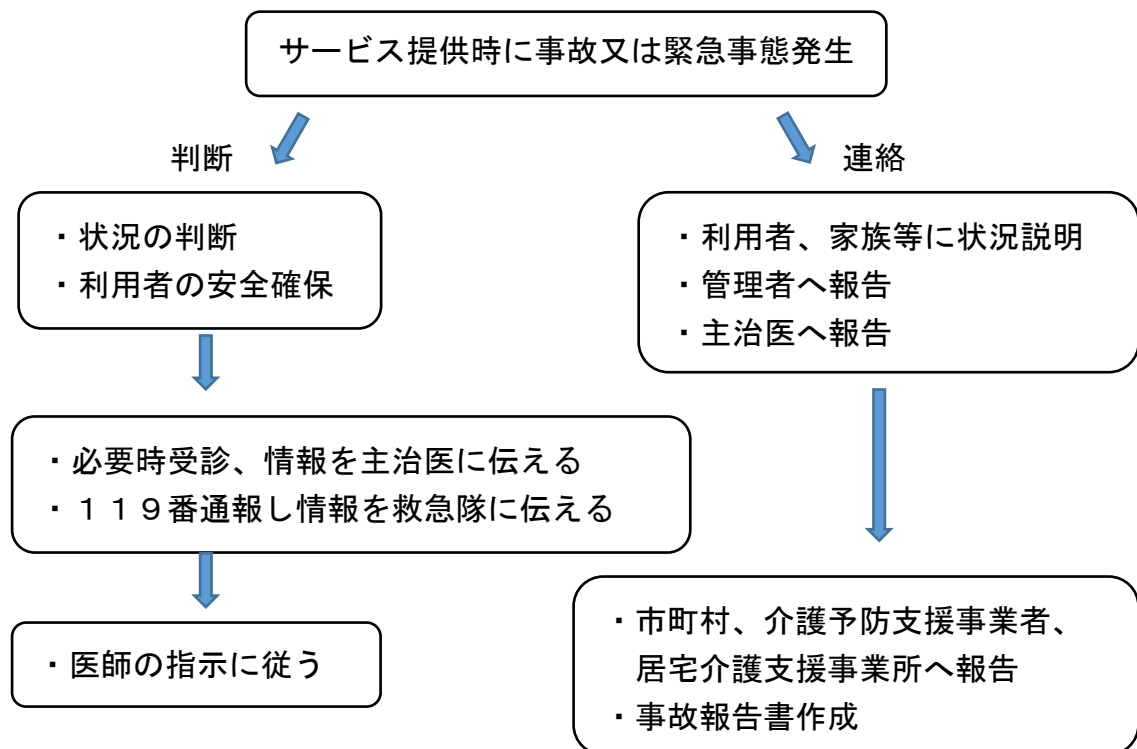 サービス提供時に事故又は緊急事態発生
判断
・状況の判断
・利用者の安全確保
・必要時受診、情報を主治医に伝える
・１１９番通報し情報を救急隊に伝える
・医師の指示に従う
連絡
・利用者、家族等に状況説明
・管理者へ報告
・主治医へ報告
・市町村、介護予防支援事業者、
居宅介護支援事業所へ報告
・事故報告書作成